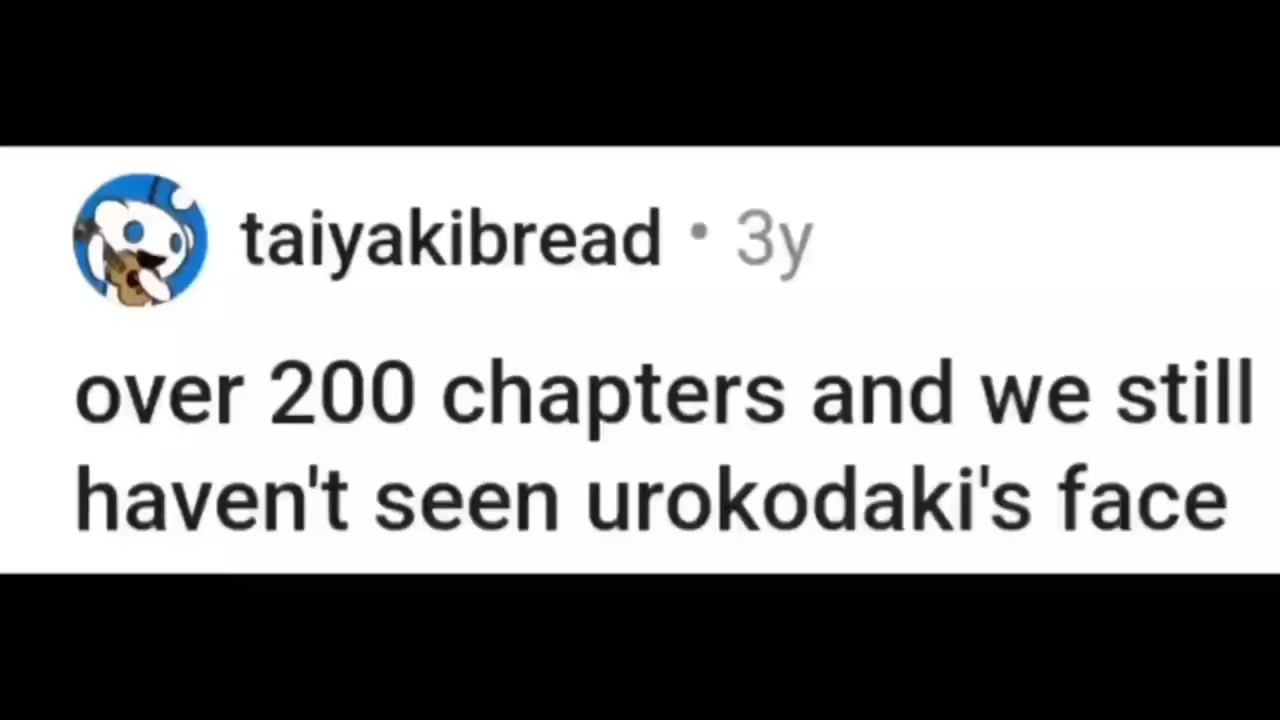 taiyakibread • 3y
over 200 chapters and we still
haven't seen urokodaki's face